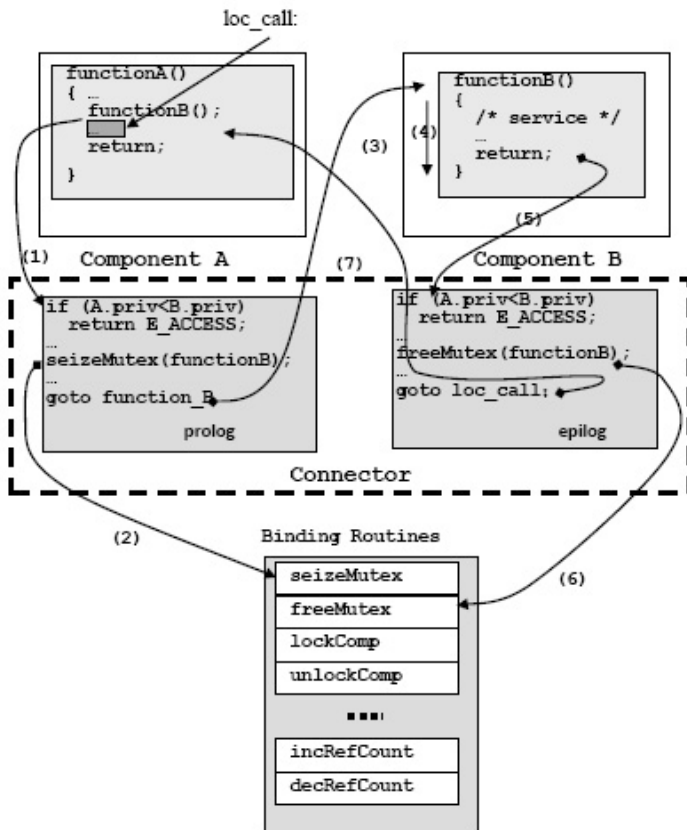 loc_call:
functionA()
{ …
functionB();
…
return;
}
functionB()
{
/* service */
…
return;
}
(3)
(4)
(5)
(1)
Component A
(7)
Component B
if (A.priv<B.priv)
return E_ACCESS;
…
seizeMutex(functionB);
…
goto function_B
prolog
if (A.priv<B.priv)
return E_ACCESS;
…
freeMutex(functionB);
…
goto loc_call;
epilog
Connector
(2)
Binding Routines
(6)
seizeMutex
freeMutex
lockComp
unlockComp
....
incRefCount
decRefCount